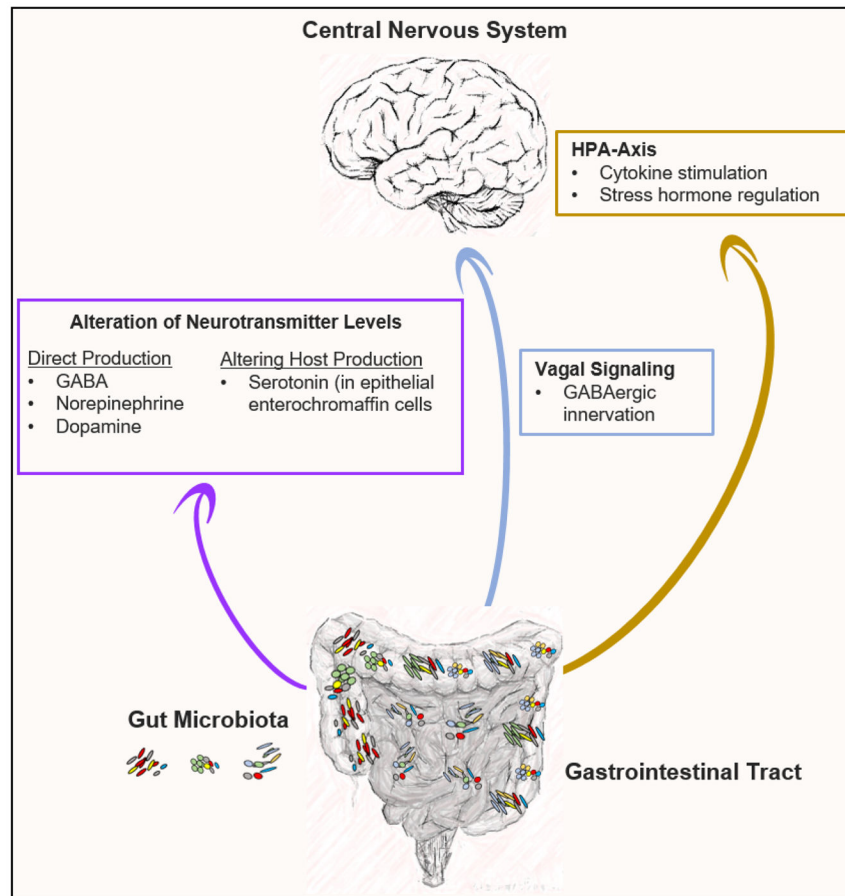 Central Nervous System
HPA-Axis
• Cytokine stimulation
• Stress hormone regulation
Alteration of Neurotransmitter Levels
Direct Production
• GABA
• Norepinephrine
• Dopamine
Altering Host Production
• Serotonin (in epithelial
enterochromaffin cells
Vagal Signaling
• GABAergic
innervation
Gut Microbiota
Gastrointestinal Tract